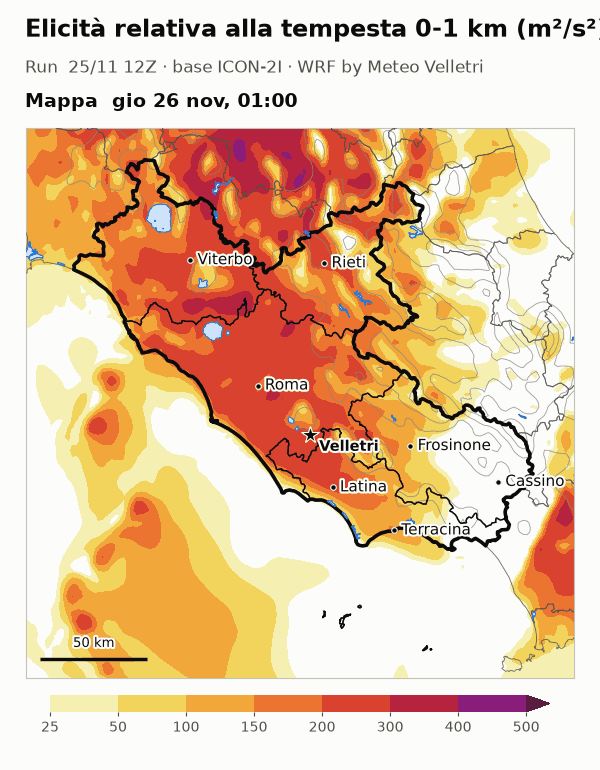 Elicità relativa alla tempesta 0-1 km (m²/s²)
Run  25/11 12Z · base ICON-2I · WRF by Meteo Velletri
Mappa  gio 26 nov, 01:00
Viterbo
Rieti
Roma
Velletri
Frosinone
Latina
Cassino
Terracina
50 km
25 50 100 150 200 300 400 500